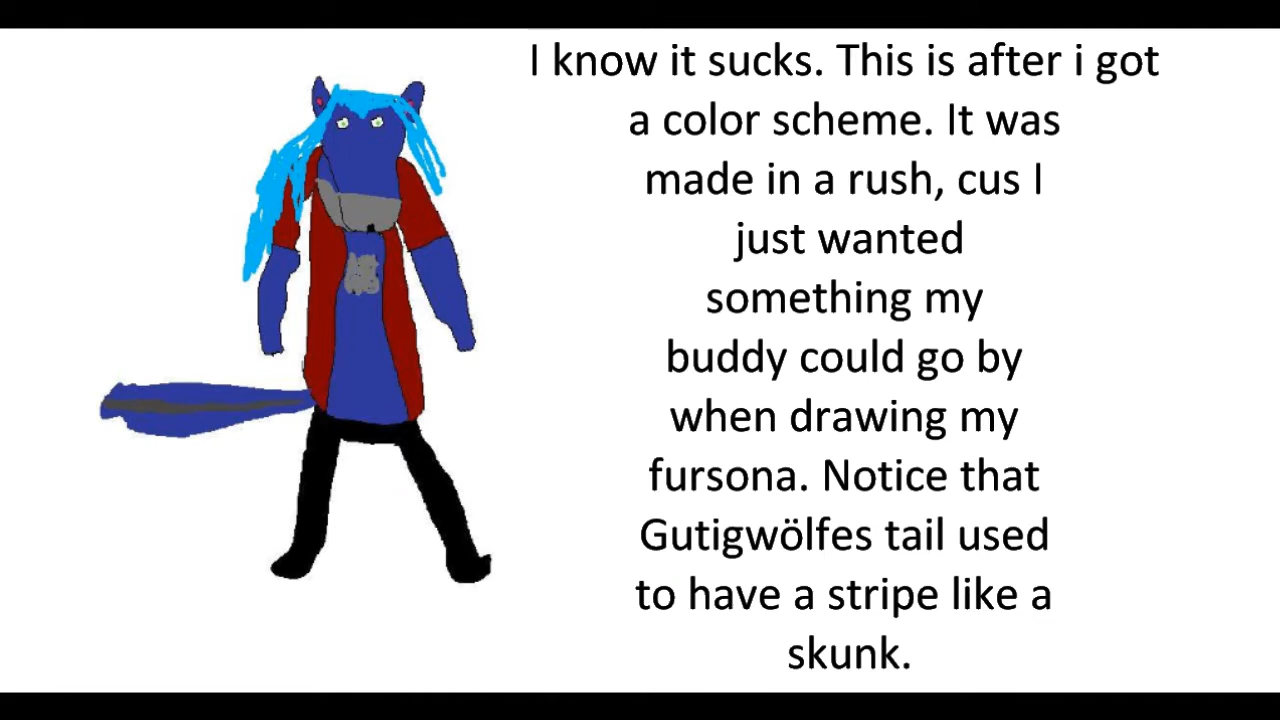 I know it sucks. This is after i got
a color scheme. It was
made in a rush, cus I
just wanted
something my
buddy could go by
when drawing my
fursona. Notice that
Gutigwölfes tail used
to have a stripe like a
skunk.